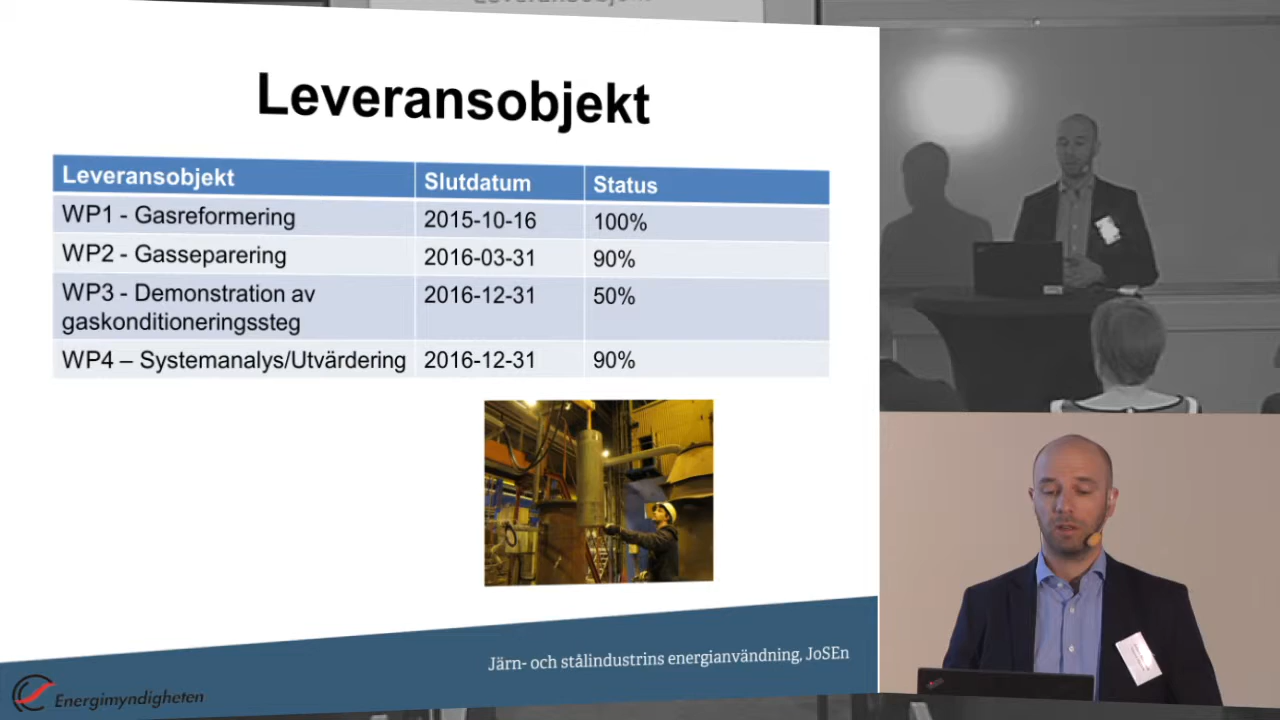 Leveransobjekt
Leveransobjekt Slutdatum Status
WP1 - Gasreformering 2015-10-16 100%
WP2 - Gasseparering 2016-03-31 90%
WP3 - Demonstration av 2016-12-31 50%
gaskonditioneringssteg
WP4 – Systemanalys/Utvärdering 2016-12-31 90%
Järn- och stålindustrins energianvändning, JoSEn
Energimyndigheten